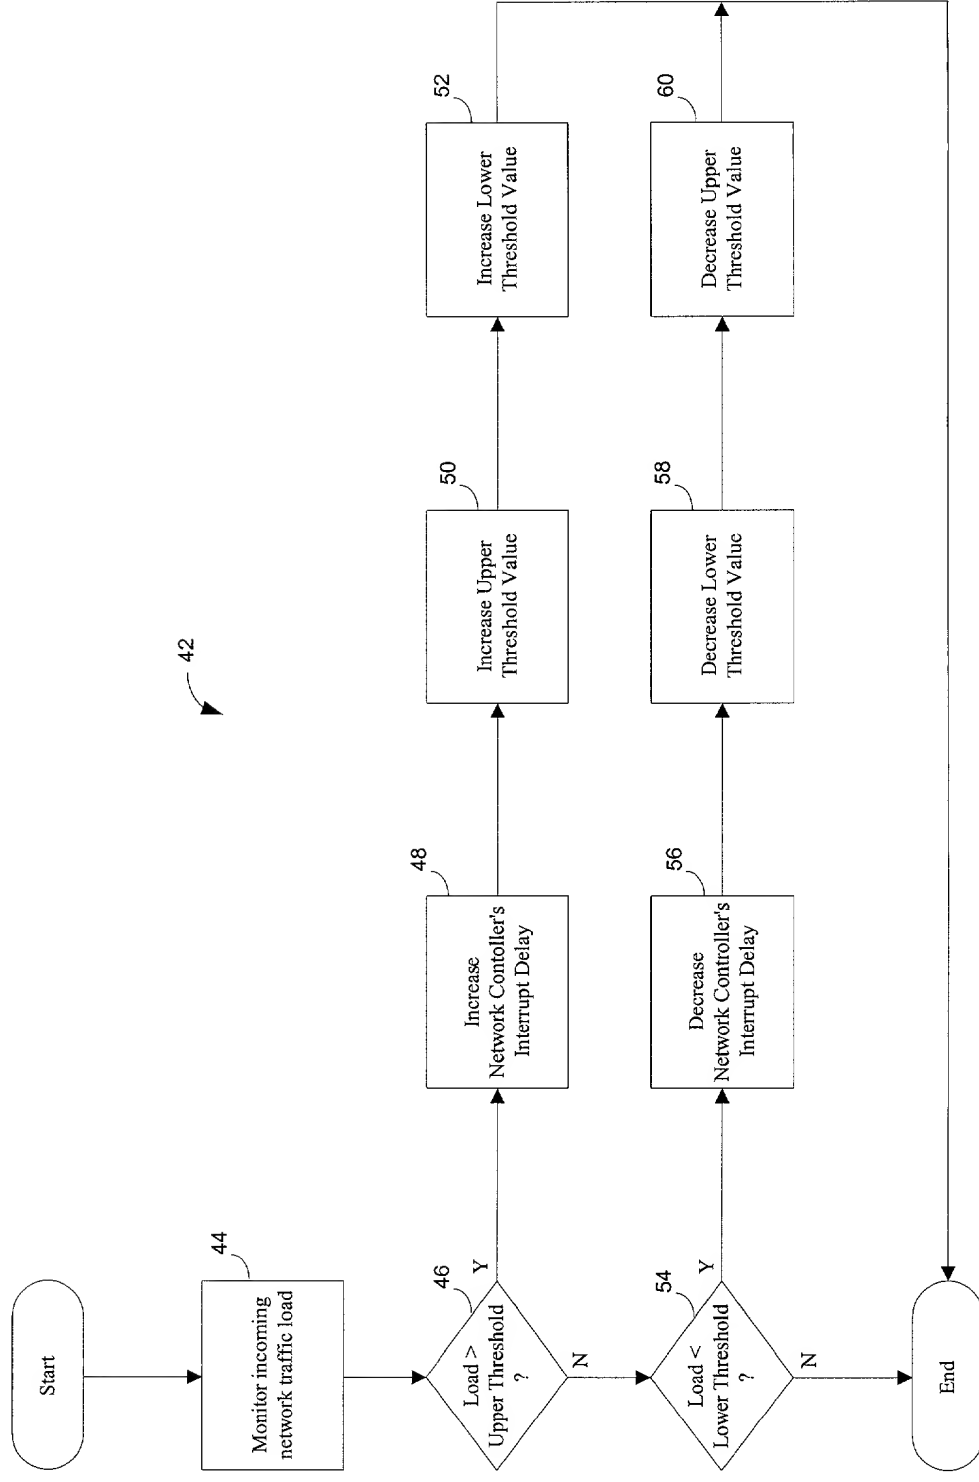 42
Start
44
Monitor incoming
network traffic load
46
Load >
Upper Threshold
?
Y
N
48
Increase
Network Contoller's
Interrupt Delay
50
Increase Upper
Threshold Value
52
Increase Lower
Threshold Value
54
Load <
Lower Threshold
?
Y
N
56
Decrease
Network Controller's
Interrupt Delay
58
Decrease Lower
Threshold Value
60
Decrease Upper
Threshold Value
End